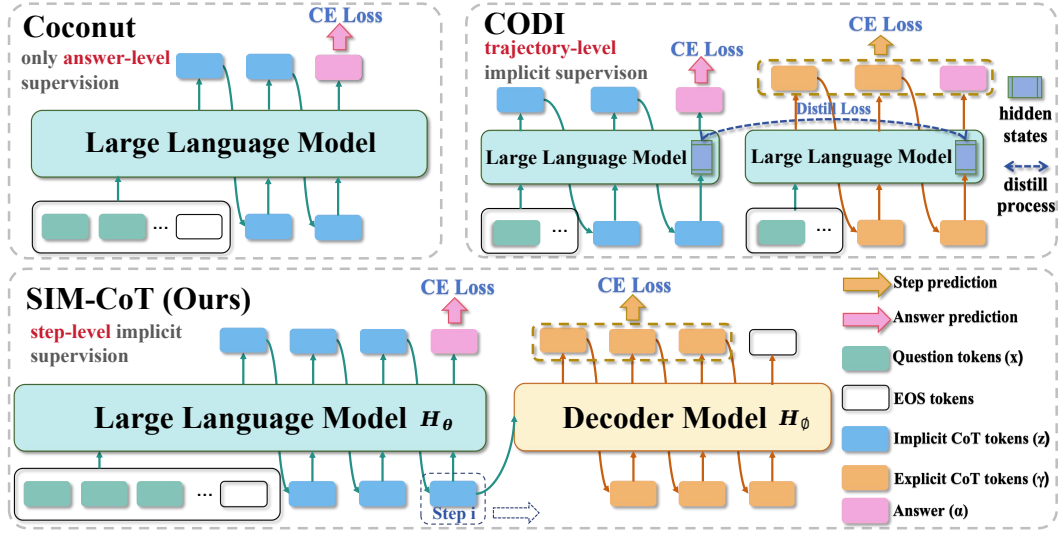 Coconut
only answer-level
supervision
CE Loss
Large Language Model
...
CODI
trajectory-level
implicit supervison
CE Loss
CE Loss
Distill Loss
Large Language Model
Large Language Model
...
...
hidden
states
distill
process
SIM-CoT (Ours)
step-level implicit
supervision
CE Loss
CE Loss
Large Language Model Hθ
Decoder Model H∅
...
Step i
Step prediction
Answer prediction
Question tokens (x)
EOS tokens
Implicit CoT tokens (z)
Explicit CoT tokens (γ)
Answer (α)